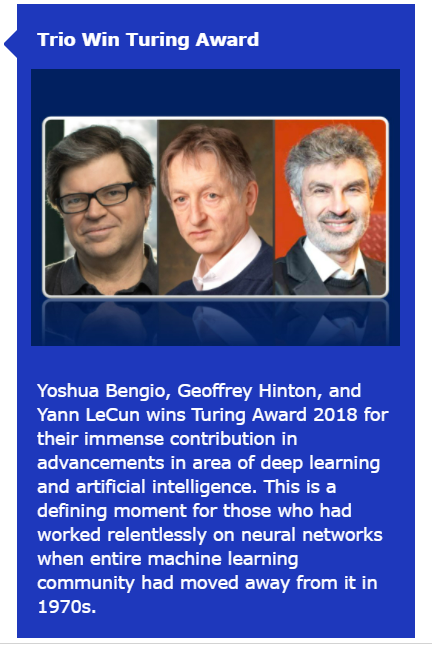 Trio Win Turing Award
Yoshua Bengio, Geoffrey Hinton, and
Yann LeCun wins Turing Award 2018 for
their immense contribution in
advancements in area of deep learning
and artificial intelligence. This is a
defining moment for those who had
worked relentlessly on neural networks
when entire machine learning
community had moved away from it in
1970s.